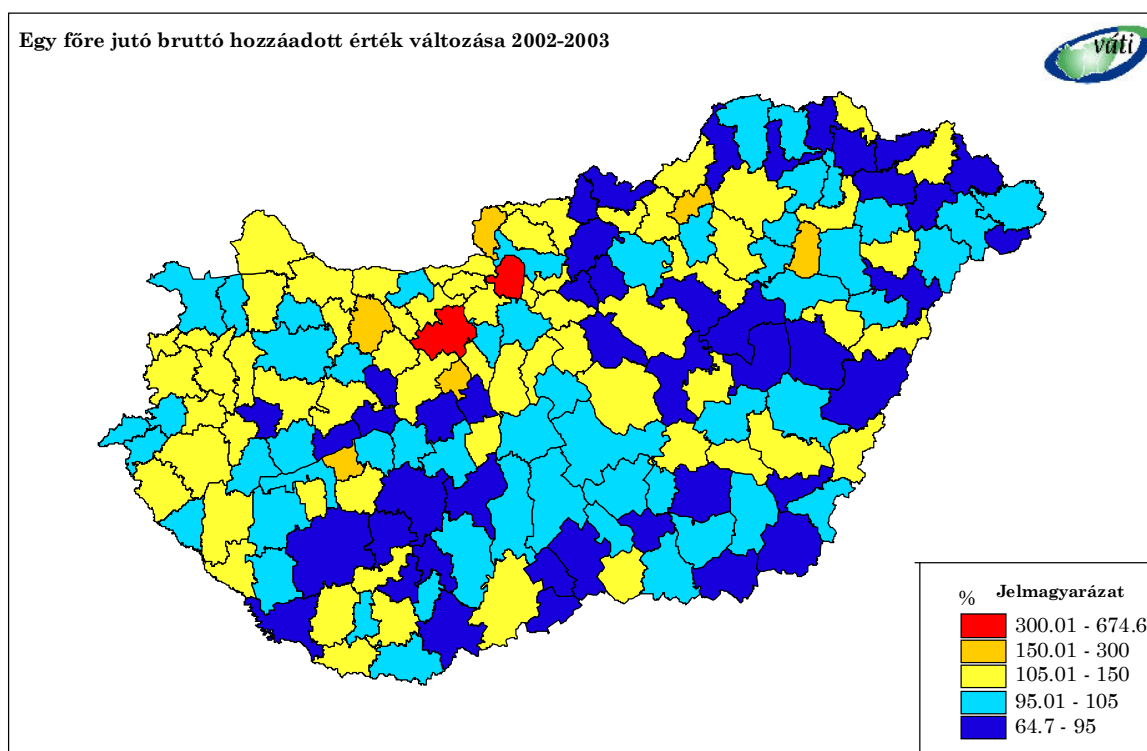 Egy főre jutó bruttó hozzáadott érték változása 2002-2003
váti
% Jelmagyarázat
300.01 - 674.6
150.01 - 300
105.01 - 150
95.01 - 105
64.7 - 95